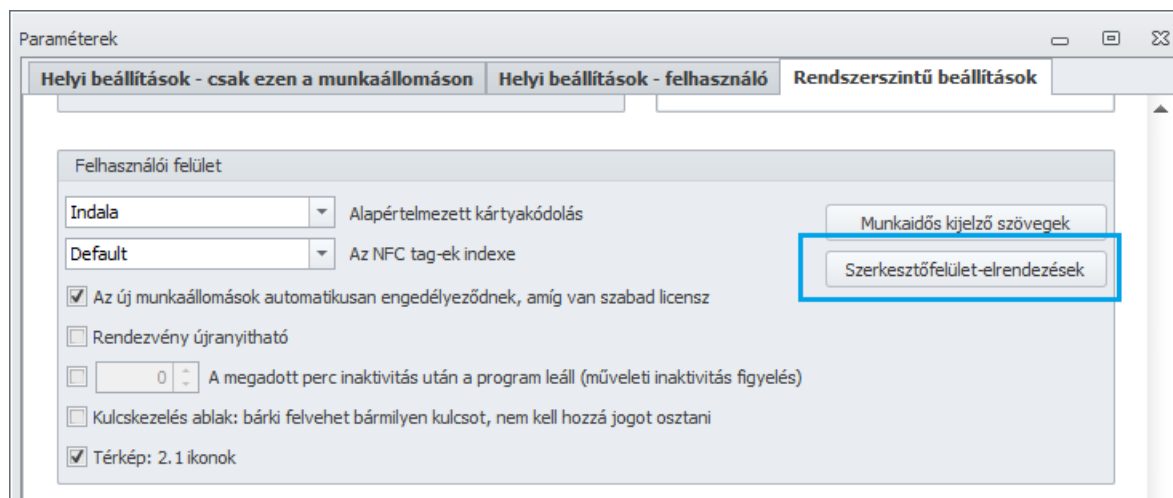 Paraméterek
Helyi beállítások - csak ezen a munkaállomáson Helyi beállítások - felhasználó Rendszerszintű beállítások
Felhasználói felület
Indala Alapértelmezett kártyakódolás Munkaidős kijelző szövegek
Default Az NFC tag-ek indexe Szerkesztőfelület-elrendezések
Az új munkaállomások automatikusan engedélyeződnek, amíg van szabad licensz
Rendezvény újranyitható
0 A megadott perc inaktivitás után a program leáll (műveleti inaktivitás figyelés)
Kulcskezelés ablak: bárki felvehet bármilyen kulcsot, nem kell hozzá jogot osztani
Térkép: 2.1 ikonok